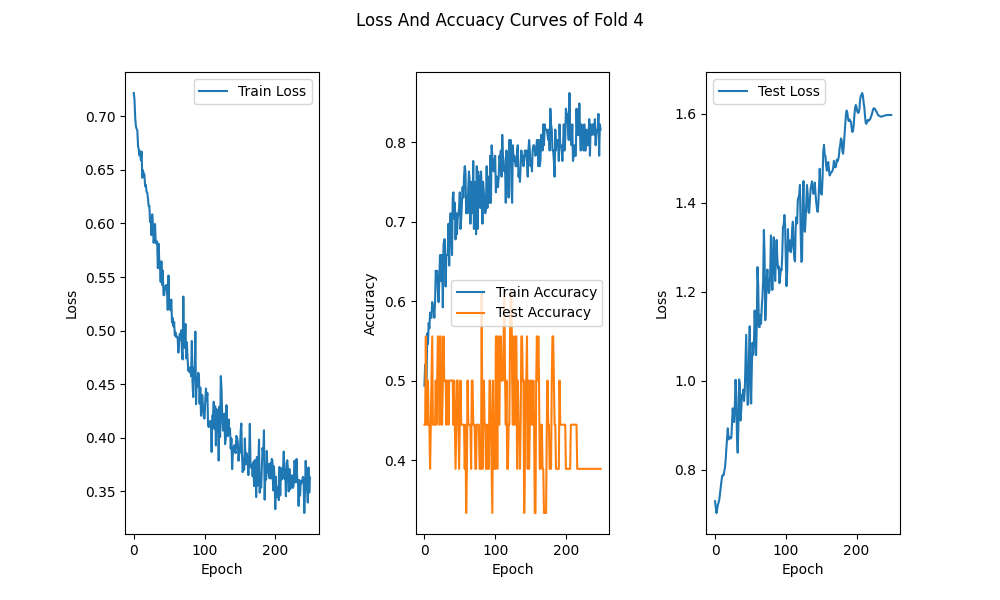 Loss And Accuacy Curves of Fold 4
Train Loss
0.70
0.65
0.60
0.55
0.50
0.45
0.40
0.35
Loss
0
100
200
Epoch
Train Accuracy
Test Accuracy
0.8
0.7
0.6
0.5
0.4
Accuracy
0
100
200
Epoch
Test Loss
1.6
1.4
1.2
1.0
0.8
Loss
0
100
200
Epoch